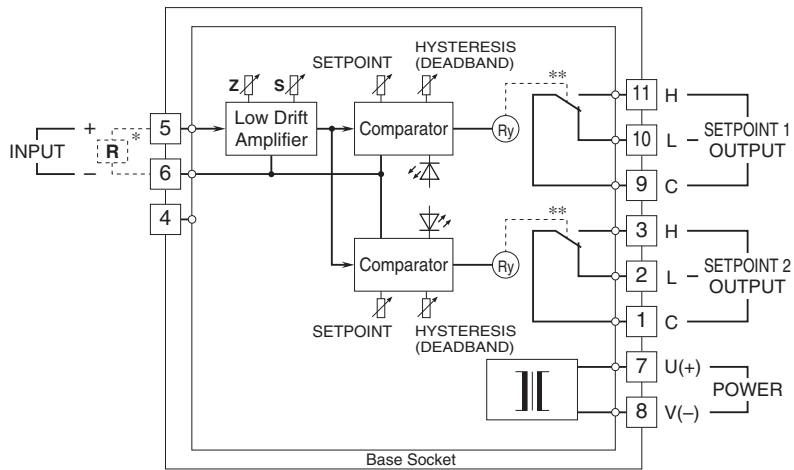 HYSTERESIS
(DEADBAND)
SETPOINT
**
Z
S
11
H
Low Drift
Amplifier
Comparator
Ry
10
L
SETPOINT 1
OUTPUT
INPUT
+
5
*
R
–
6
9
C
4
**
3
H
Comparator
Ry
2
L
SETPOINT 2
OUTPUT
SETPOINT
HYSTERESIS
(DEADBAND)
1
C
7
U(+)
POWER
8
V(–)
Base Socket